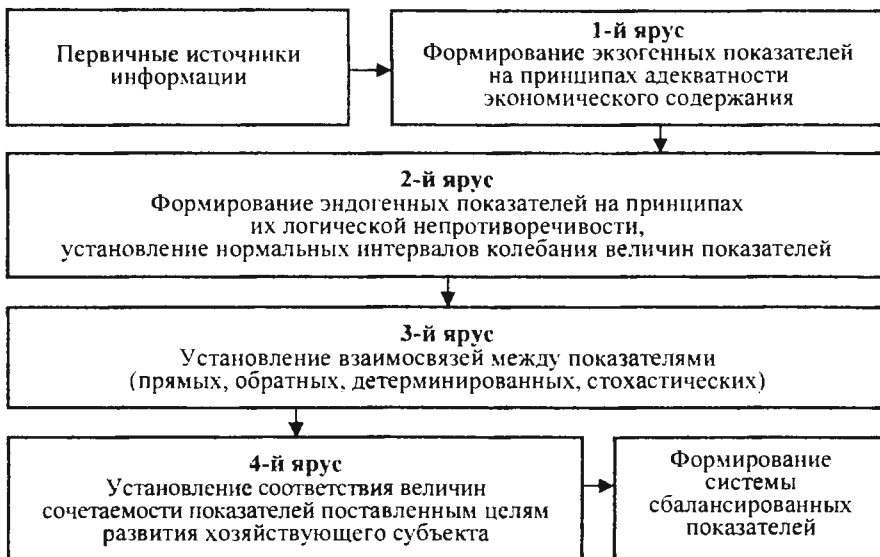 Первичные источники
информации
1-й ярус
Формирование экзогенных показателей
на принципах адекватности
экономического содержания
2-й ярус
Формирование эндогенных показателей на принципах
их логической непротиворечивости,
установление нормальных интервалов колебания величин показателей
3-й ярус
Установление взаимосвязей между показателями
(прямых, обратных, детерминированных, стохастических)
4-й ярус
Установление соответствия величин
сочетаемости показателей поставленным целям
развития хозяйствующего субъекта
Формирование
системы
сбалансированных
показателей